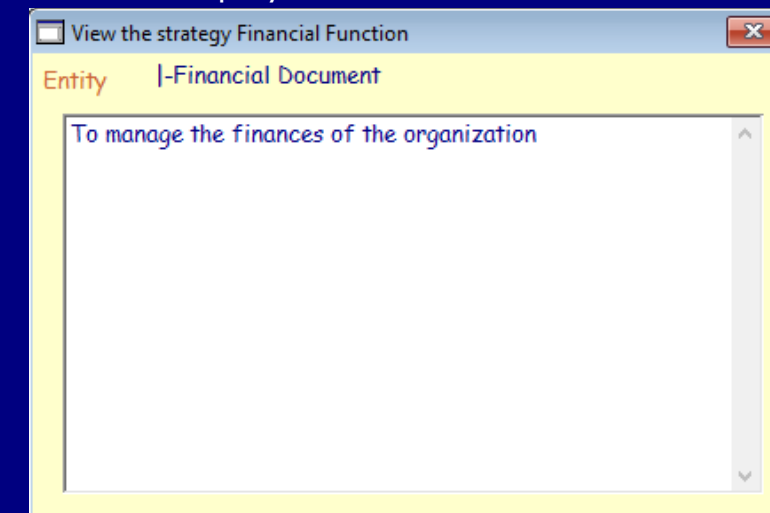 View the strategy Financial Function
Entity |-Financial Document
To manage the finances of the organization